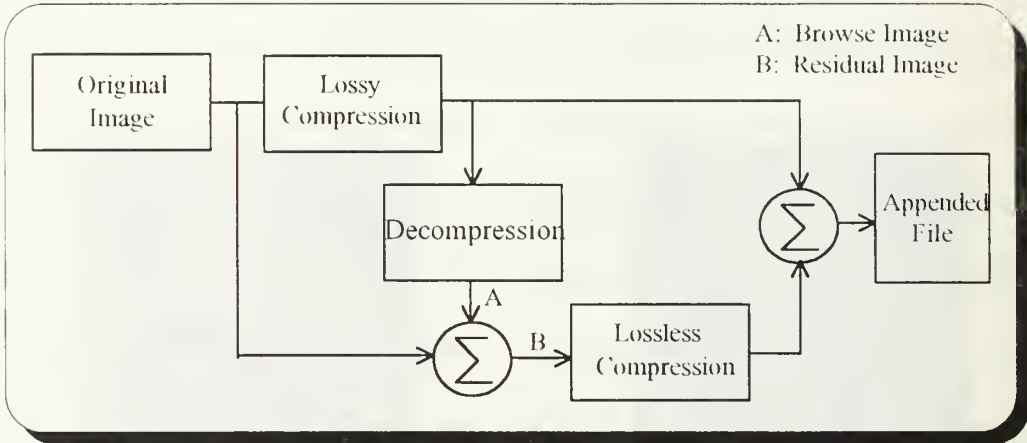 A: Browse Image
B: Residual Image
Original
Image
Lossy
Compression
Decompression
Appended
File
A
B
Lossless
Compression
Σ
Σ